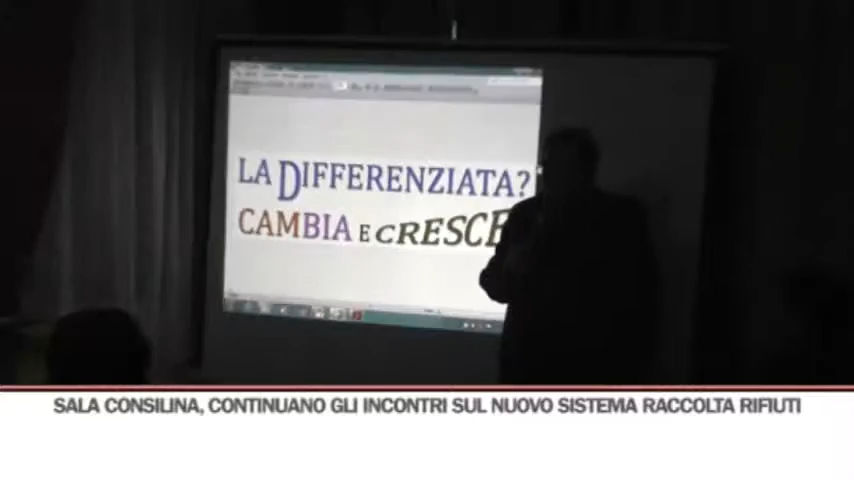 LA DIFFERENZIATA?
CAMBIA E CRESCE
SALA CONSILINA, CONTINUANO GLI INCONTRI SUL NUOVO SISTEMA RACCOLTA RIFIUTI